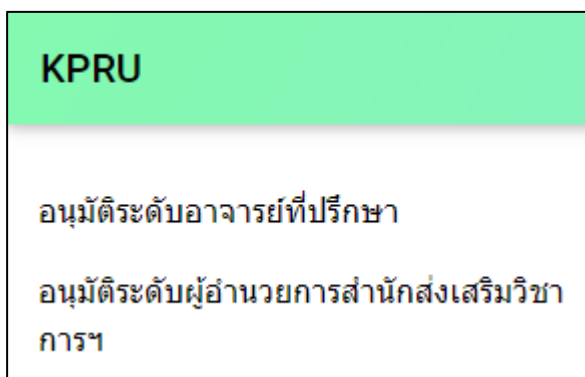 KPRU
อนุมัติระดับอาจารย์ที่ปรึกษา
อนุมัติระดับผู้อำนวยการสำนักส่งเสริมวิชา
การฯ